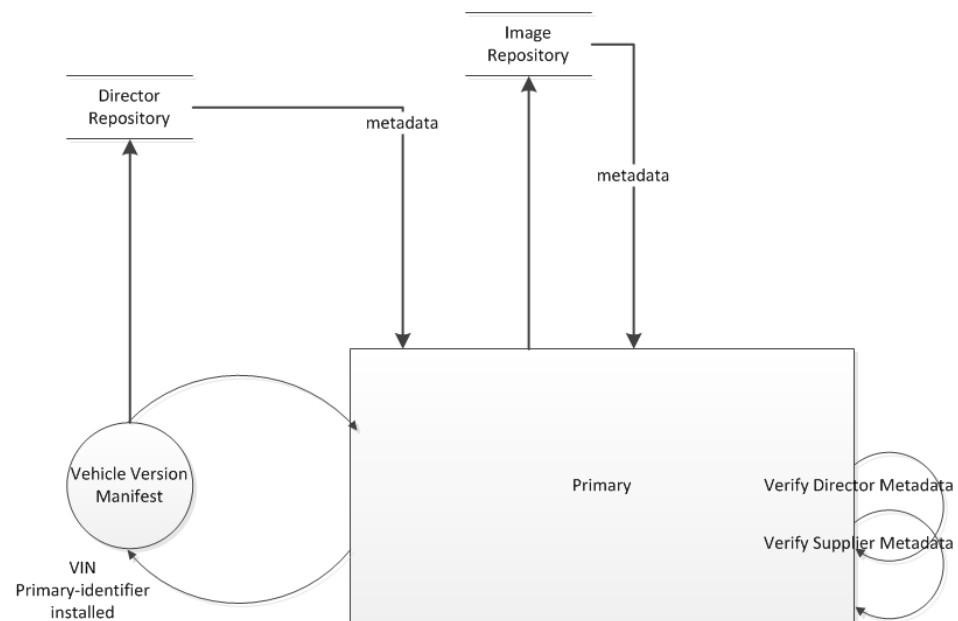 Image
Repository
Director
Repository
metadata
metadata
Vehicle Version
Manifest
Primary
Verify Director Metadata
Verify Supplier Metadata
VIN
Primary-identifier
installed